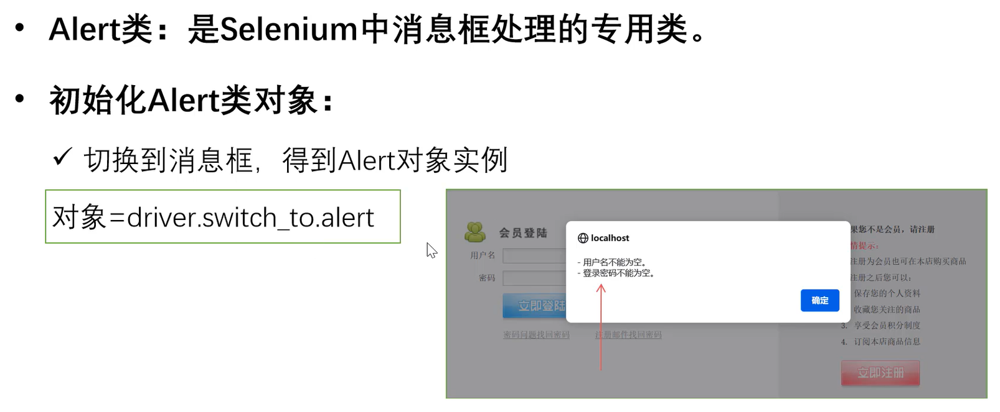 • Alert类：是Selenium中消息框处理的专用类。
• 初始化Alert类对象：
✓ 切换到消息框，得到Alert对象实例
对象=driver.switch_to.alert
会员登陆
用户名
密码
立即登陆
密码问题找回密码
注册邮件找回密码
localhost
- 用户名不能为空。
- 登录密码不能为空。
确定
果您不是会员，请注册
情提示：
注册为会员也可在本店购买商品
注册之后您可以：
保存您的个人资料
收藏您关注的商品
3. 享受会员积分制度
4. 订阅本店商品信息
立即注册